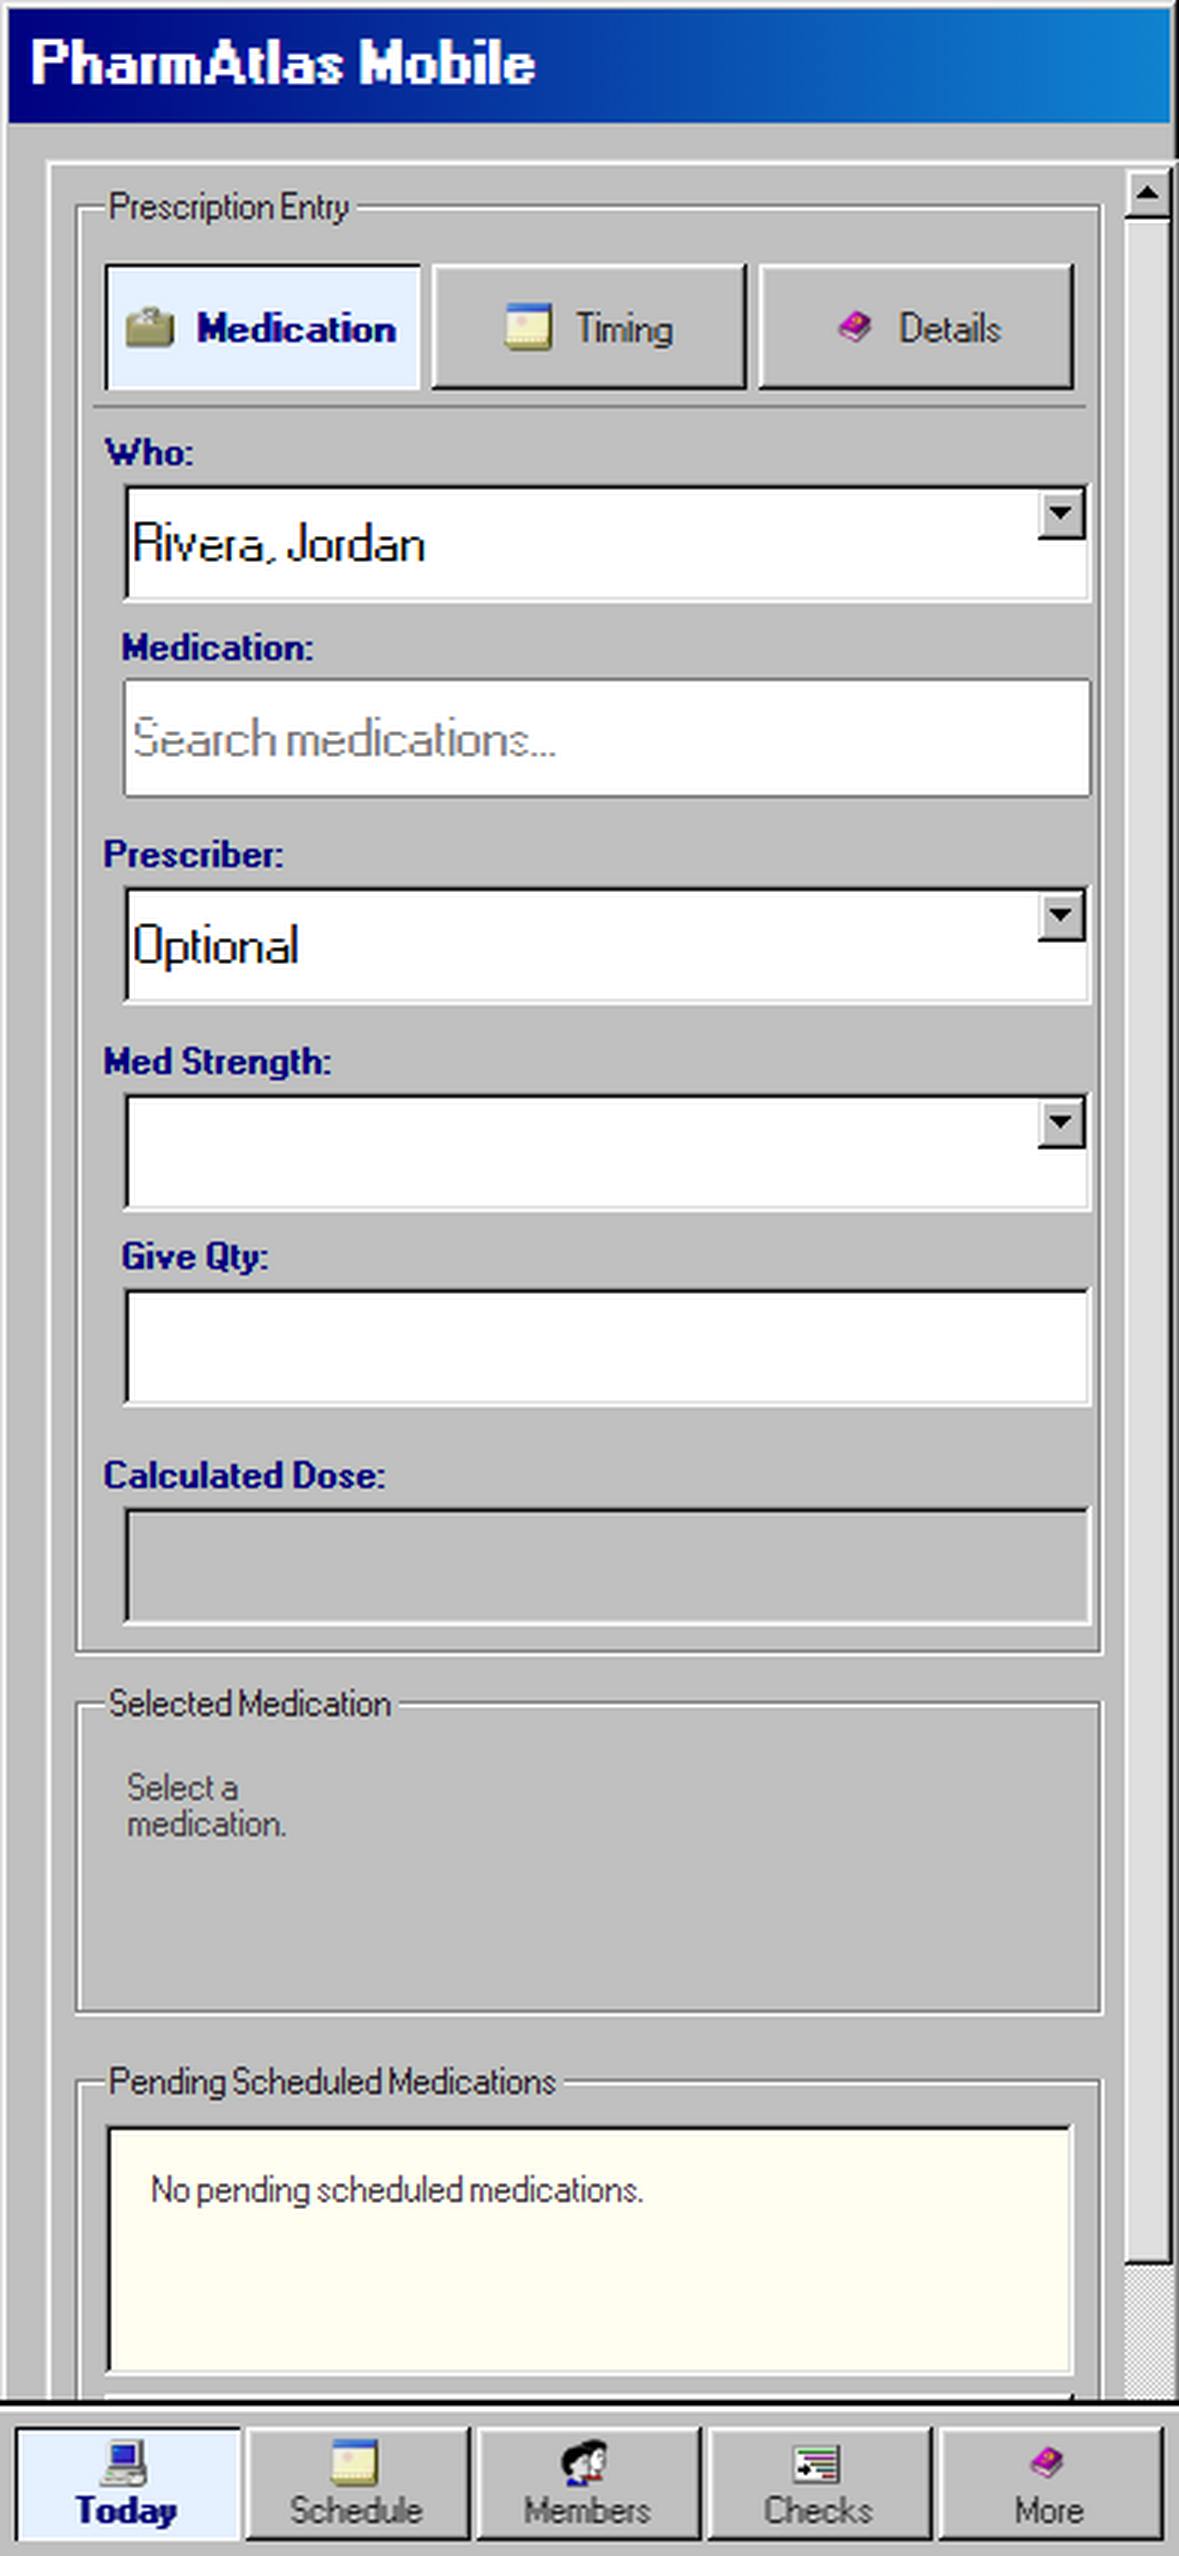 PharmAtlas Mobile
Prescription Entry
Medication
Timing
Details
Who:
Rivera, Jordan
Medication:
Search medications...
Prescriber:
Optional
Med Strength:
Give Qty:
Calculated Dose:
Selected Medication
Select a
medication.
Pending Scheduled Medications
No pending scheduled medications.
Today
Schedule
Members
Checks
More